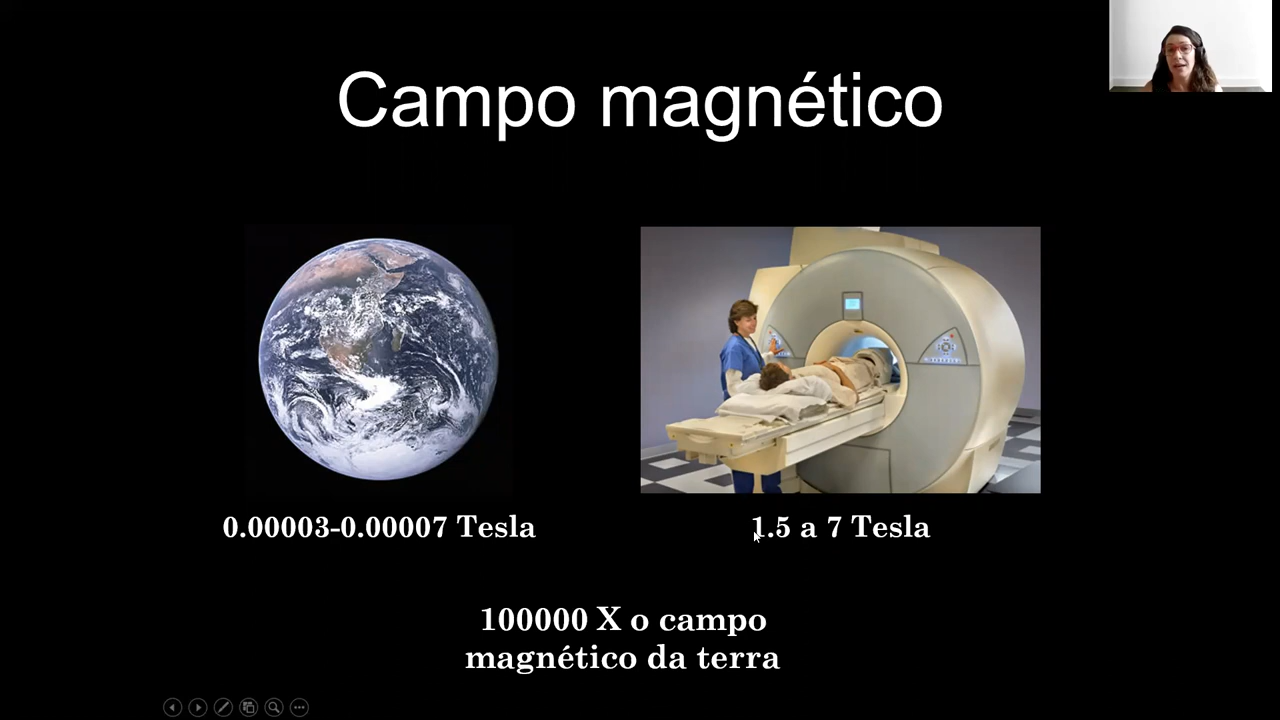 Campo magnético
0.00003-0.00007 Tesla
1.5 a 7 Tesla
100000 X o campo
magnético da terra